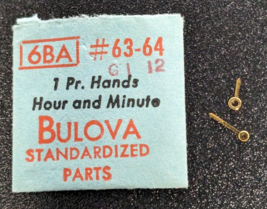 6BA #63-64
G1 12
1 Pr. Hands
Hour and Minute
BULOVA
STANDARDIZED
PARTS